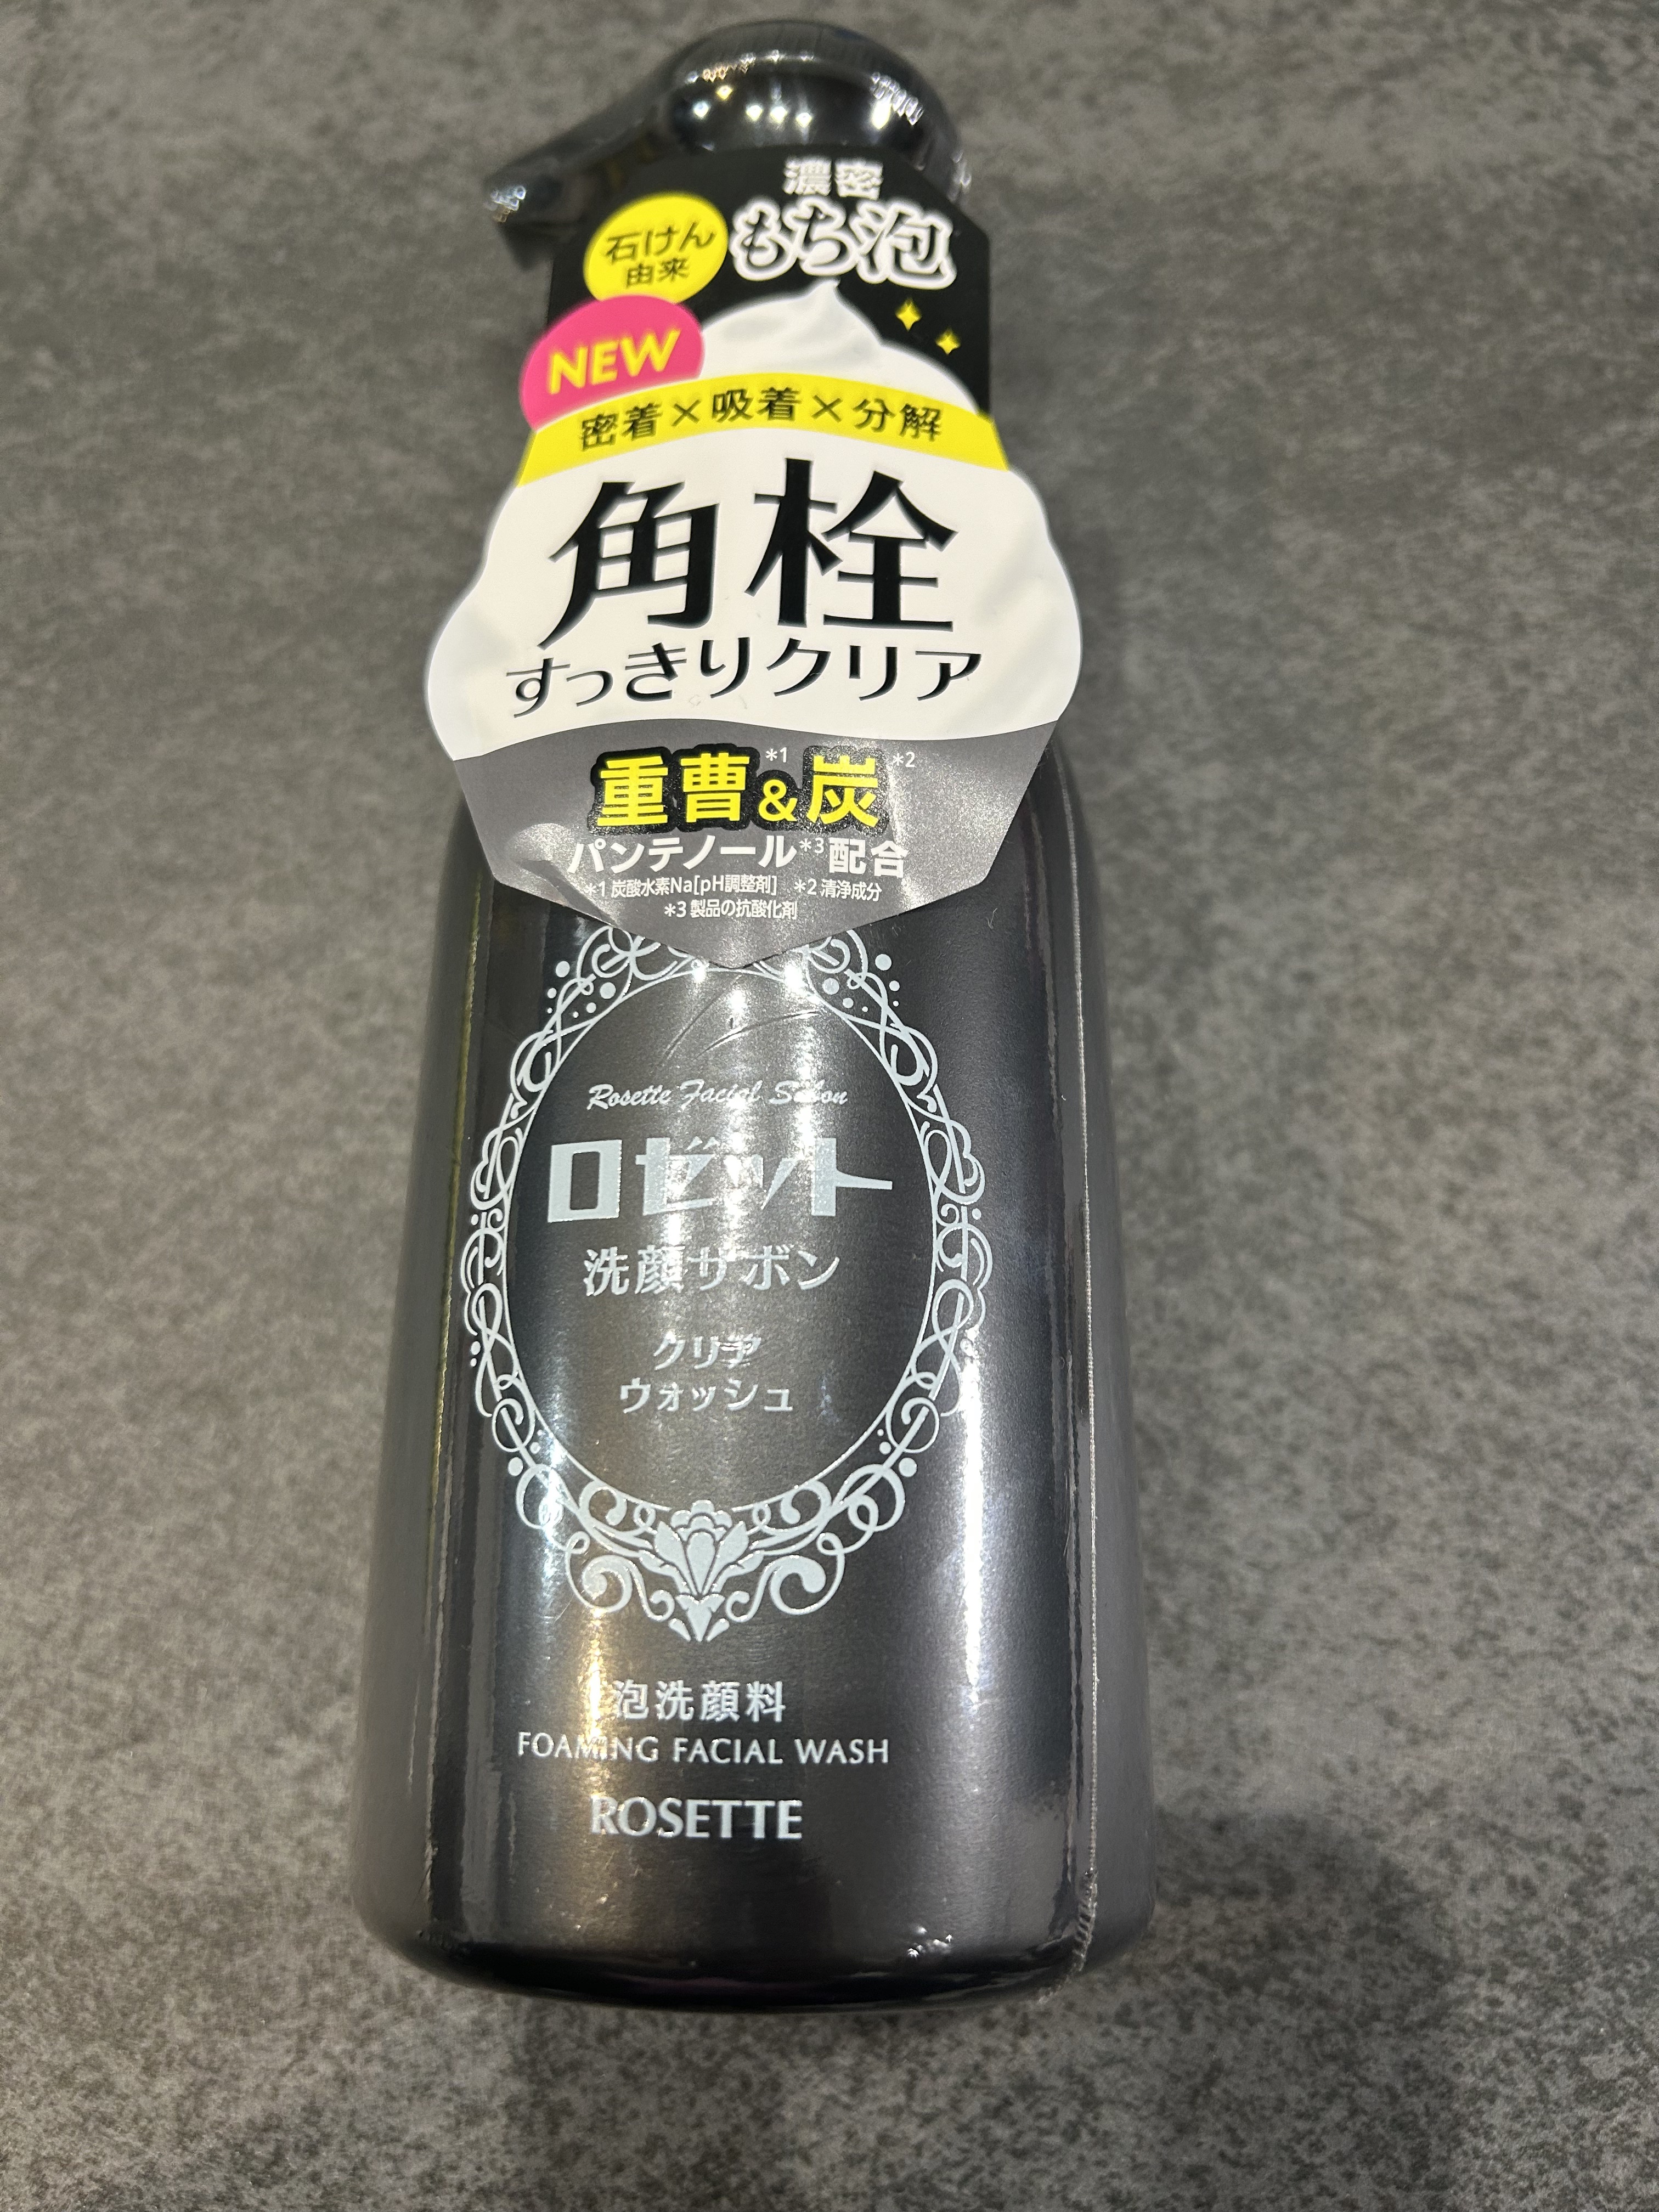 濃密
もち泡
石けん
由来
NEW
密着×吸着×分解
角栓
すっきりクリア
重曹*1&炭*2
パンテノール*3配合
*1 炭酸水素Na[pH調整剤] *2 清浄成分
*3 製品の抗酸化剤
Rosette Facial Savon
ロゼット
洗顔サボン
クリア
ウォッシュ
泡洗顔料
FOAMING FACIAL WASH
ROSETTE